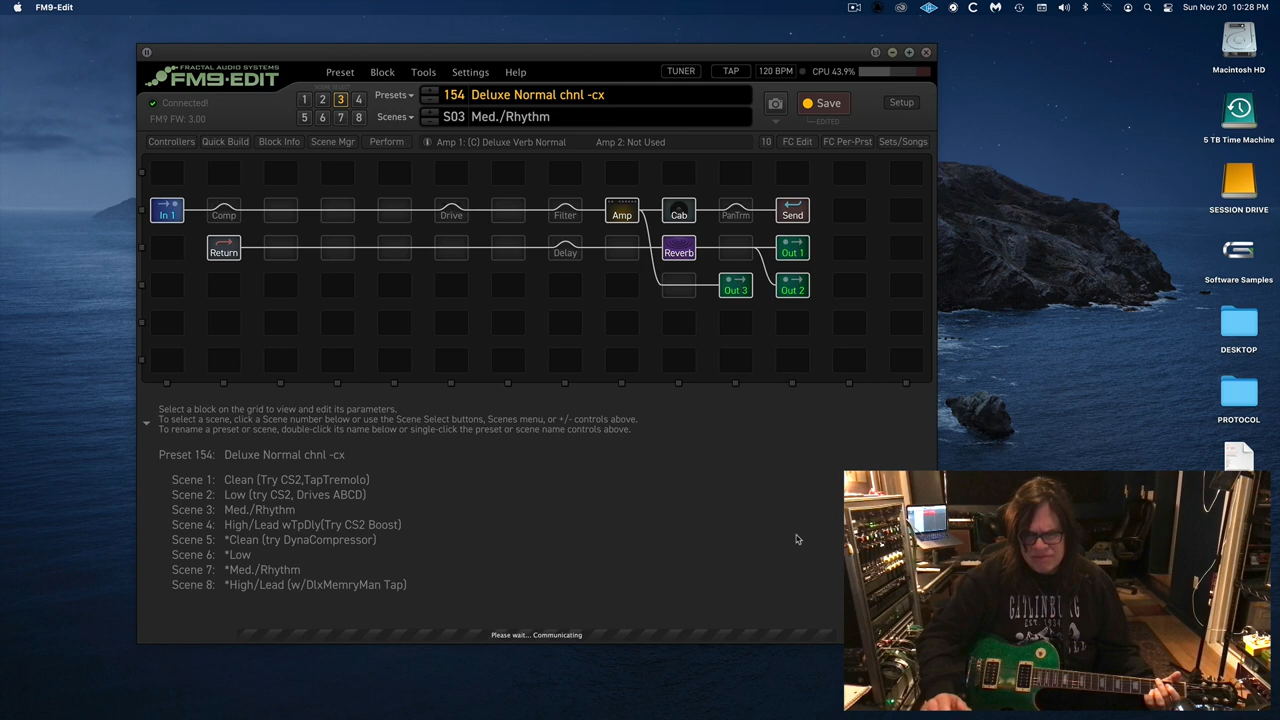 FM9-Edit
Sun Nov 20 10:28 PM
FRACTAL AUDIO SYSTEMS
FM9-EDIT
Preset Block Tools Settings Help
TUNER TAP 120 BPM CPU 43.9%
Connected!
FM9 FW: 3.00
SCENE SELECT
1 2 3 4
5 6 7 8
Presets 154 Deluxe Normal chnl -cx
Scenes S03 Med./Rhythm
Save
EDITED
Setup
Controllers Quick Build Block Info Scene Mgr Perform Amp 1: (C) Deluxe Verb Normal Amp 2: Not Used 10 FC Edit FC Per-Prst Sets/Songs
In 1 Comp Drive Filter Amp Cab PanTrm Send
Return Delay Reverb Out 1
Out 3 Out 2
Select a block on the grid to view and edit its parameters.
To select a scene, click a Scene number below or use the Scene Select buttons, Scenes menu, or +/- controls above.
To rename a preset or scene, double-click its name below or single-click the preset or scene name controls above.
Preset 154: Deluxe Normal chnl -cx
Scene 1: Clean (Try CS2,TapTremolo)
Scene 2: Low (try CS2, Drives ABCD)
Scene 3: Med./Rhythm
Scene 4: High/Lead wTpDly(Try CS2 Boost)
Scene 5: *Clean (try DynaCompressor)
Scene 6: *Low
Scene 7: *Med./Rhythm
Scene 8: *High/Lead (w/DlxMemryMan Tap)
Please wait... Communicating
Macintosh HD
5 TB Time Machine
SESSION DRIVE
Software Samples
DESKTOP
PROTOCOL
GATLINBURG
EST. 1934